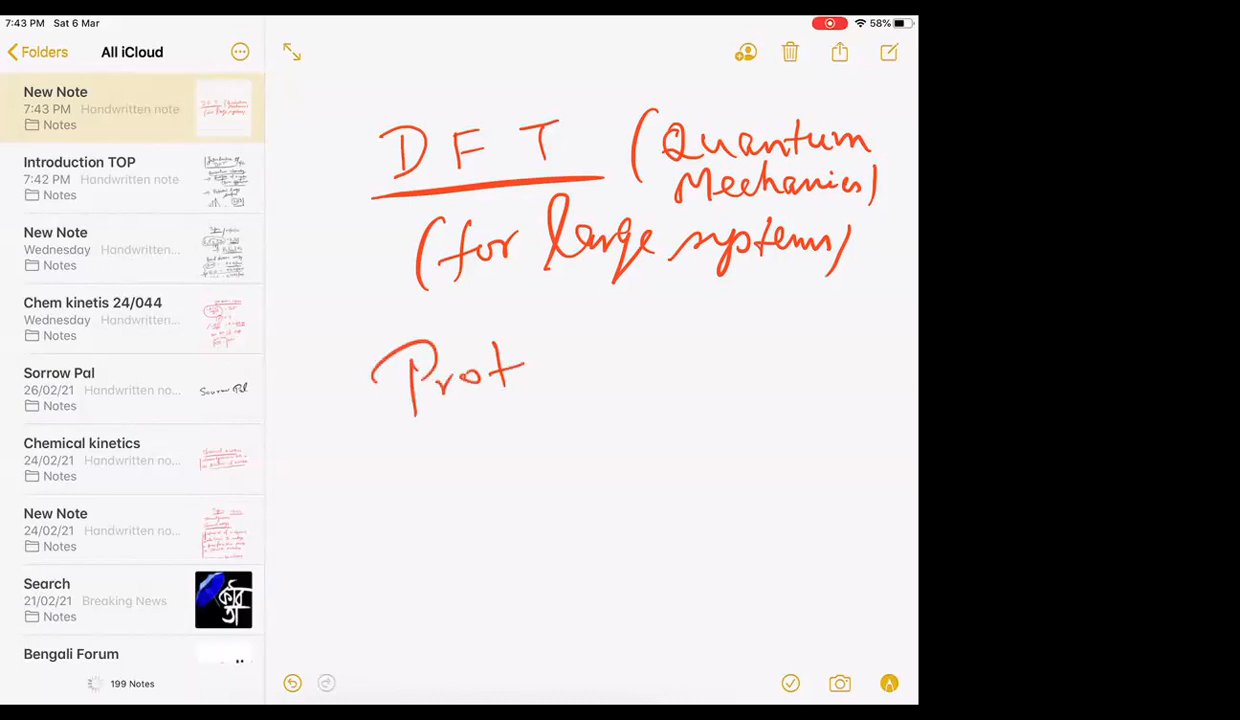 7:43 PM Sat 6 Mar
58%
Folders
All iCloud
New Note
7:43 PM Handwritten note
Notes
Introduction TOP
7:42 PM Handwritten...
Notes
New Note
Wednesday Handwritten...
Notes
Chem kinetis 24/044
Wednesday Handwritten...
Notes
Sorrow Pal
26/02/21 Handwritten no...
Notes
Sorrow Pal
Chemical kinetics
24/02/21 Handwritten no...
Notes
New Note
24/02/21 Handwritten no...
Notes
Search
21/02/21 Breaking News
Notes
কবিতা
Bengali Forum
199 Notes
D F T (Quantum
Mechanics)
(for large systems)
Prot